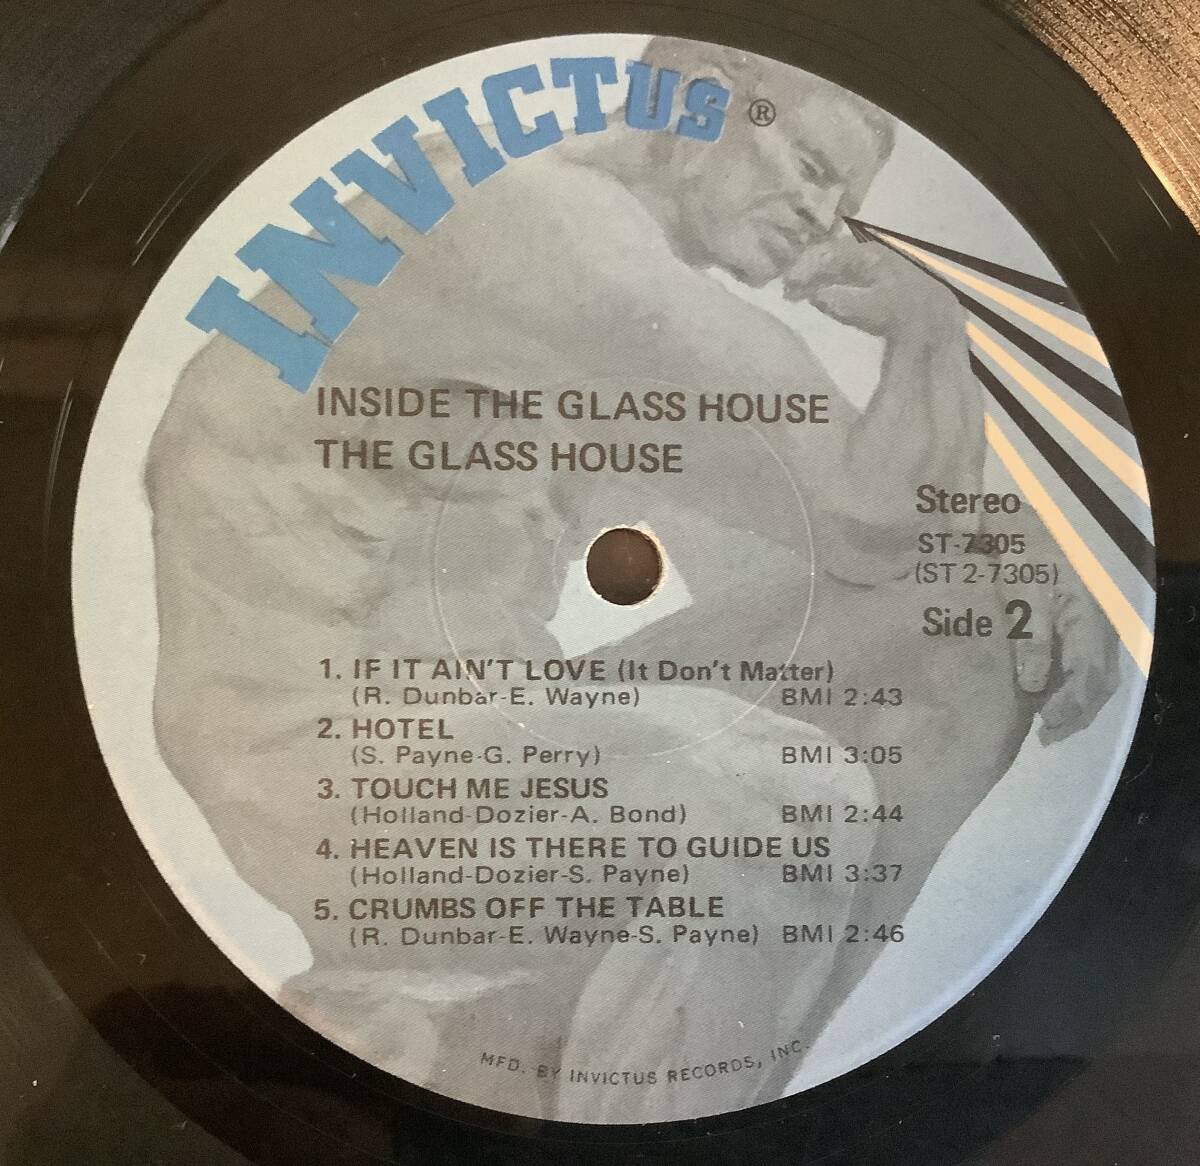 INVICTUS ®
INSIDE THE GLASS HOUSE
THE GLASS HOUSE
Stereo
ST-7305
(ST 2-7305)
Side 2
1. IF IT AIN'T LOVE (It Don't Matter)
(R. Dunbar-E. Wayne) BMI 2:43
2. HOTEL
(S. Payne-G. Perry) BMI 3:05
3. TOUCH ME JESUS
(Holland-Dozier-A. Bond) BMI 2:44
4. HEAVEN IS THERE TO GUIDE US
(Holland-Dozier-S. Payne) BMI 3:37
5. CRUMBS OFF THE TABLE
(R. Dunbar-E. Wayne-S. Payne) BMI 2:46
MFD. BY INVICTUS RECORDS, INC.